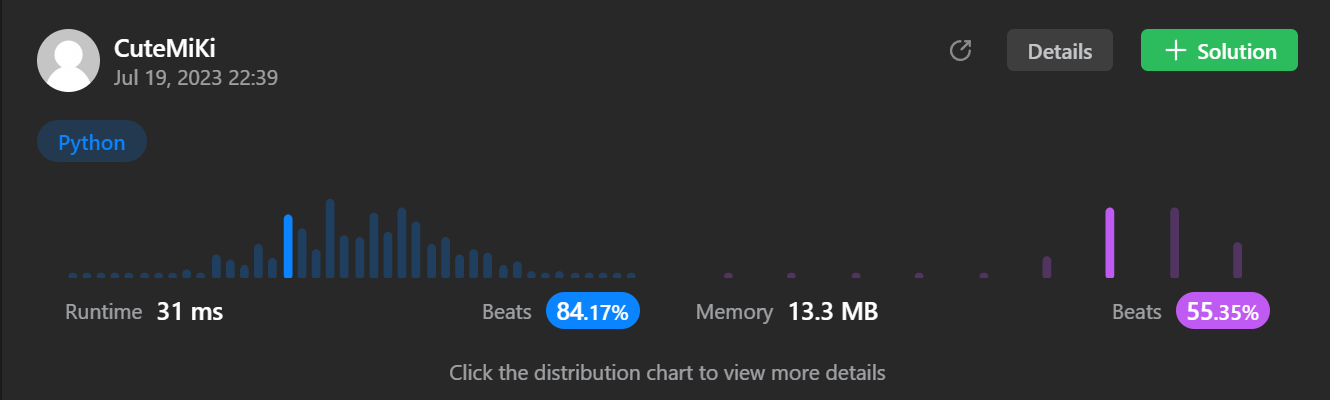 CuteMiKi
Jul 19, 2023 22:39
Details
+ Solution
Python
Runtime 31 ms
Beats 84.17%
Memory 13.3 MB
Beats 55.35%
Click the distribution chart to view more details